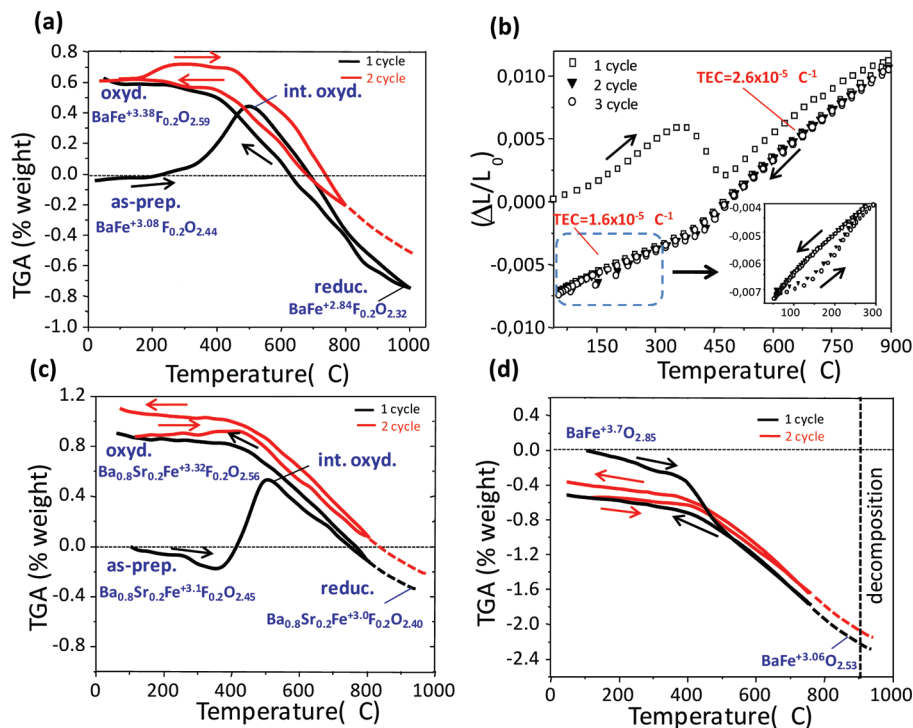 (a)
TGA (% weight)
0.8
0.6
0.4
0.2
0.0
-0.2
-0.4
-0.6
-0.8
-1.0
1 cycle
2 cycle
oxyd.
int. oxyd.
BaFe+3.38F0.2O2.59
as-prep.
BaFe+3.08 F0.2O2.44
reduc.
BaFe+2.84F0.2O2.32
0 200 400 600 800 1000
Temperature( C)
(b)
(ΔL/L0)
0,010
0,005
0,000
-0,005
-0,010
1 cycle
2 cycle
3 cycle
TEC=2.6x10-5 C-1
TEC=1.6x10-5 C-1
-0,004
-0,005
-0,006
-0,007
50 100 150 200 300
150 300 450 600 750 900
Temperature( C)
(c)
TGA (% weight)
1.2
0.8
0.4
0.0
-0.4
-0.8
1 cycle
2 cycle
oxyd.
int. oxyd.
Ba0.8Sr0.2Fe+3.32F0.2O2.56
as-prep.
Ba0.8Sr0.2Fe+3.1F0.2O2.45
reduc.
Ba0.8Sr0.2Fe+3.0F0.2O2.40
0 200 400 600 800 1000
Temperature( C)
(d)
TGA (% weight)
0.4
0.0
-0.6
-1.2
-1.8
-2.4
1 cycle
2 cycle
BaFe+3.7O2.85
decomposition
BaFe+3.06O2.53
0 200 400 600 800 1000
Temperature( C)